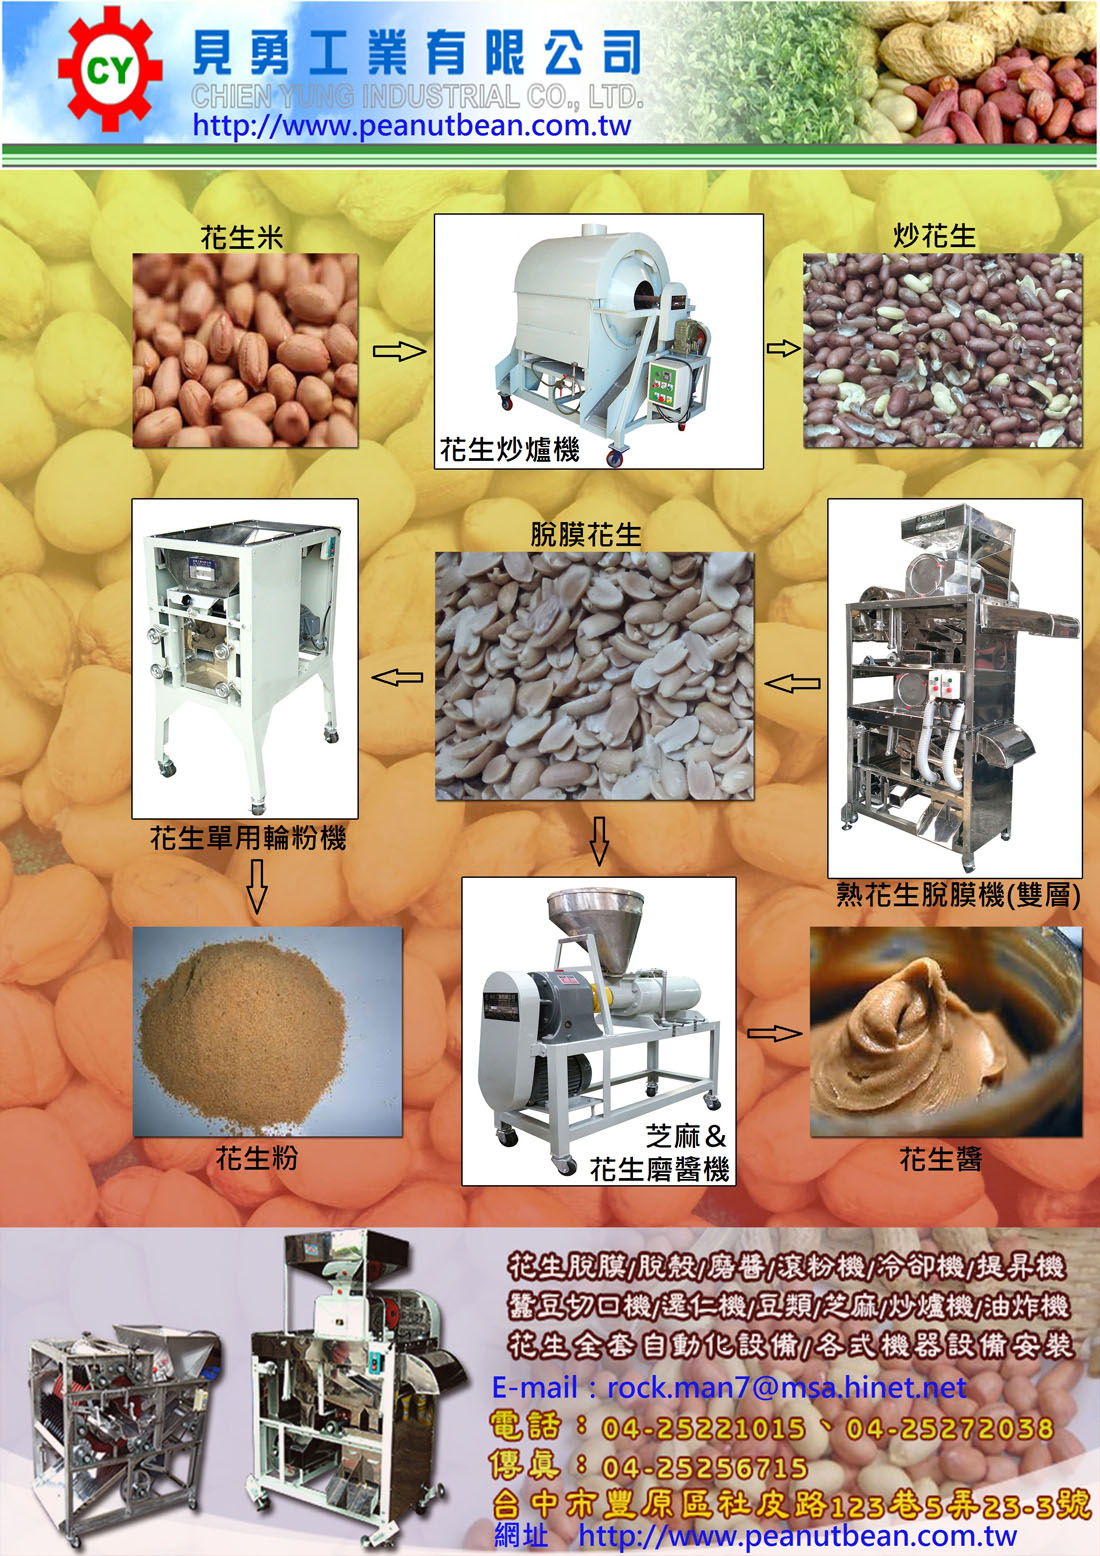 CY
見勇工業有限公司
CHIEN YUNG INDUSTRIAL CO., LTD.
http://www.peanutbean.com.tw
花生米
炒花生
花生炒爐機
脫膜花生
花生單用輪粉機
熟花生脫膜機(雙層)
花生粉
芝麻&
花生磨醬機
花生醬
花生脫膜/脫殼/磨醬/滾粉機/冷卻機/提昇機
蠶豆切口機/選仁機/豆類/芝麻/炒爐機/油炸機
花生全套自動化設備/各式機器設備安裝
E-mail : rock.man7@msa.hinet.net
電話：04-25221015、04-25272038
傳真：04-25256715
台中市豐原區社皮路123巷5弄23-3號
網址 http://www.peanutbean.com.tw